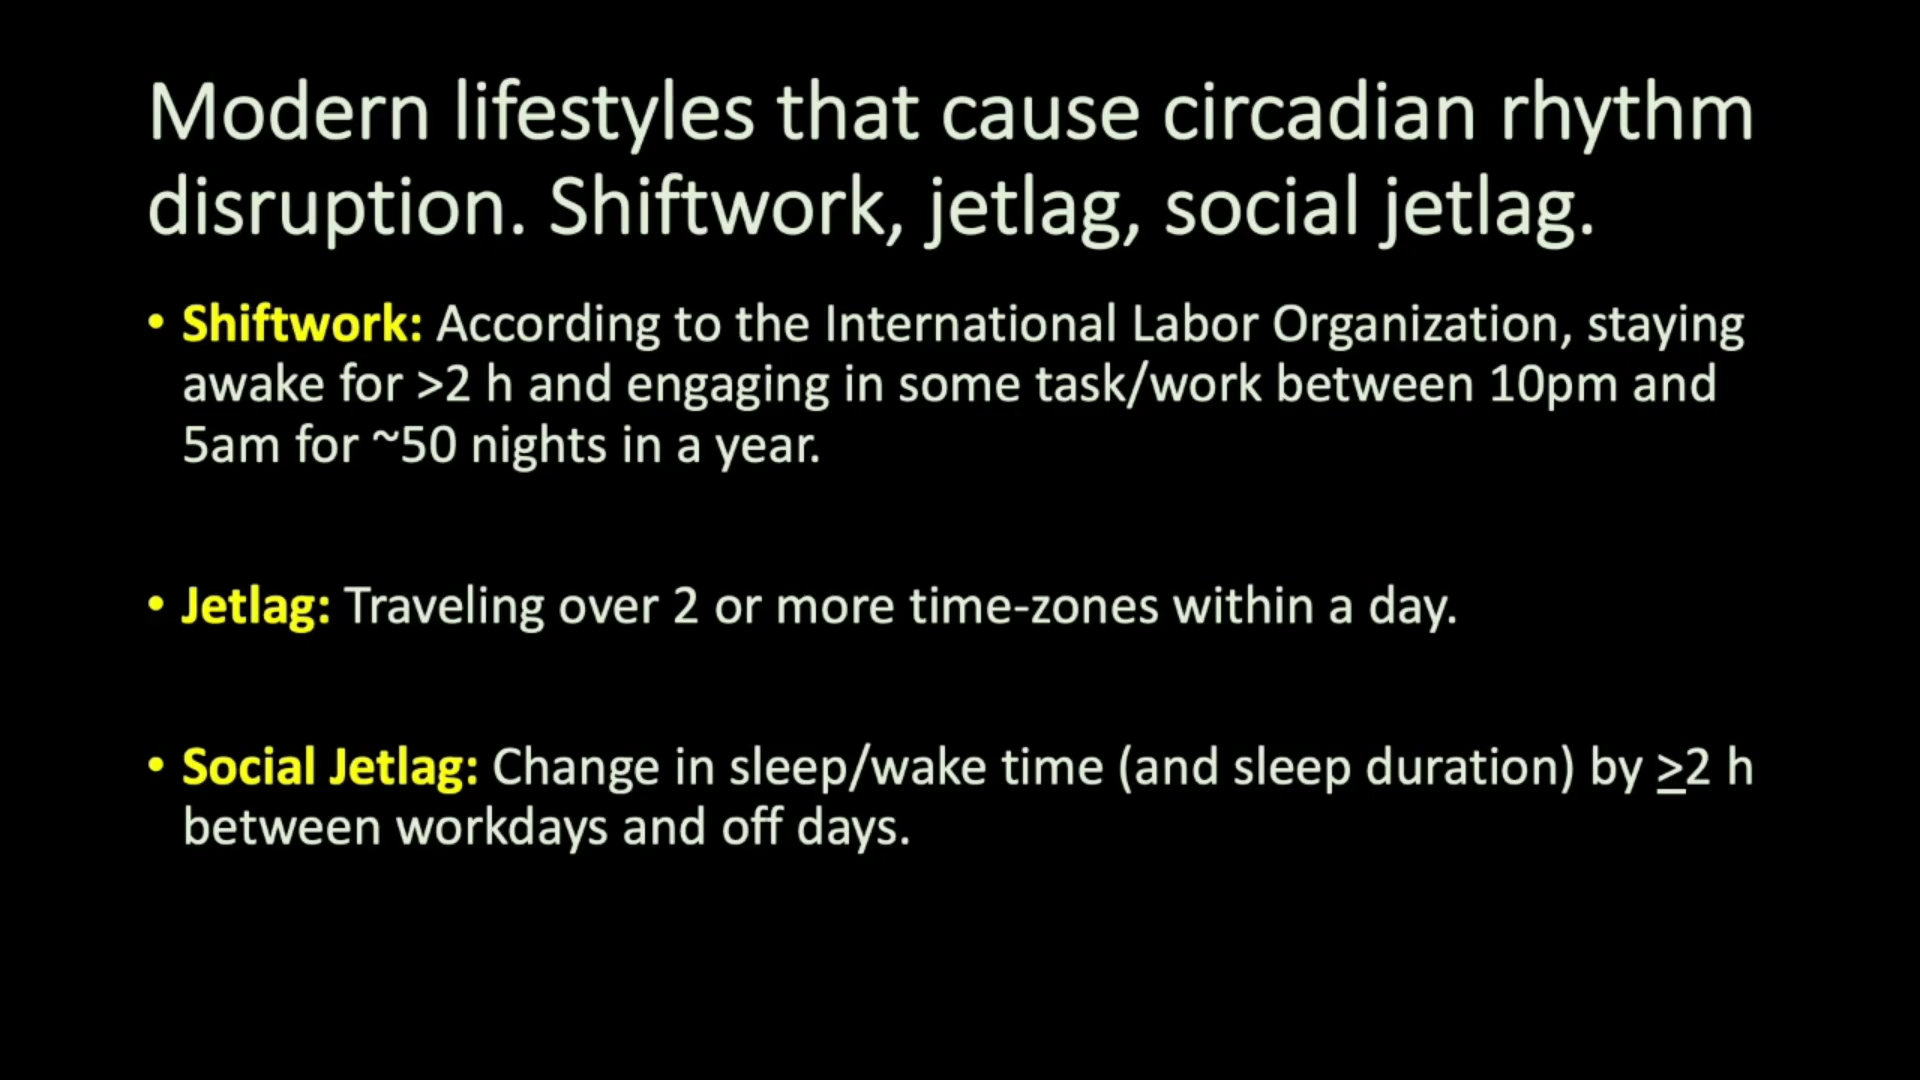 Modern lifestyles that cause circadian rhythm
disruption. Shiftwork, jetlag, social jetlag.
• Shiftwork: According to the International Labor Organization, staying
awake for >2 h and engaging in some task/work between 10pm and
5am for ~50 nights in a year.
• Jetlag: Traveling over 2 or more time-zones within a day.
• Social Jetlag: Change in sleep/wake time (and sleep duration) by ≥2 h
between workdays and off days.